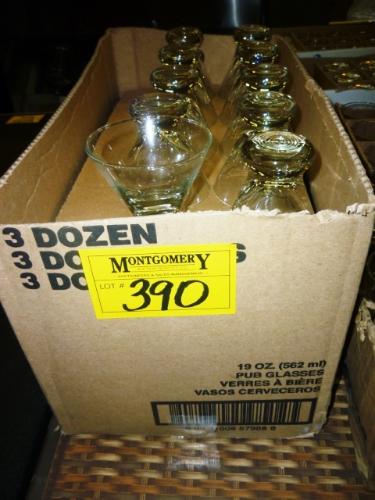 3 DOZEN
3 DO S
3 DO
MONTGOMERY
LOT # 390
19 OZ. (562 ml)
PUB GLASSES
VERRES À BIÈRE
VASOS CERVECEROS